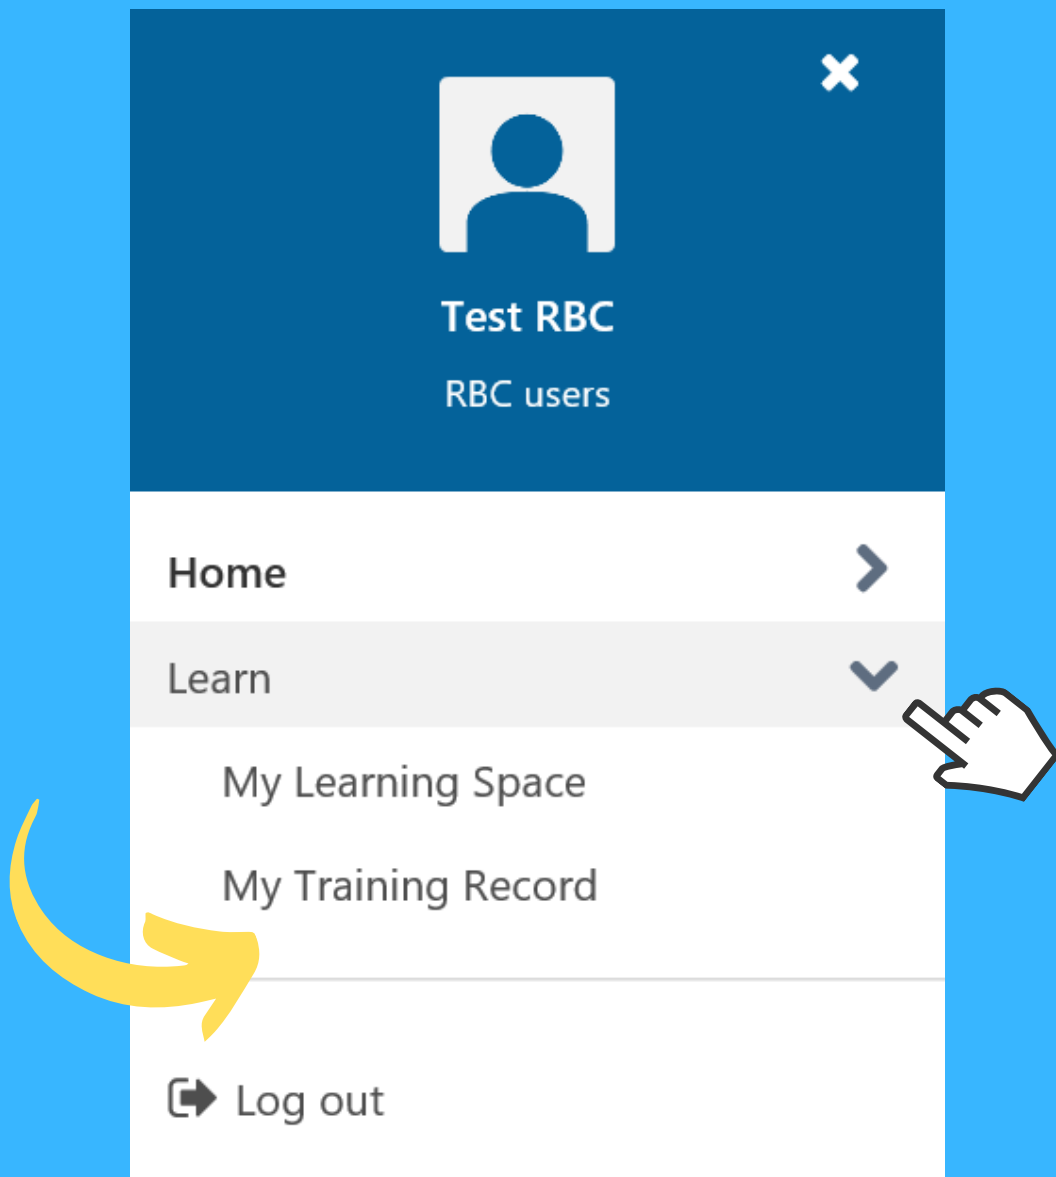 Test RBC
RBC users
Home
Learn
My Learning Space
My Training Record
Log out